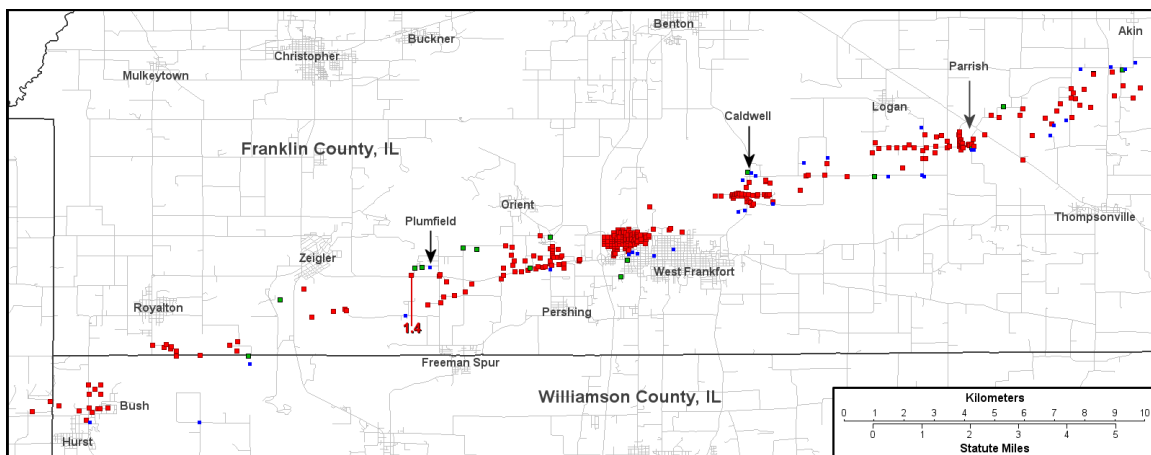 Benton
Akin
Buckner
Christopher
Mulkeytown
Parrish
Logan
Caldwell
Franklin County, IL
Orient
Plumfield
Thompsonville
Zeigler
West Frankfort
Royalton
Pershing
1.4
Freeman Spur
Williamson County, IL
Bush
Hurst
Kilometers
0 1 2 3 4 5 6 7 8 9 10
0 1 2 3 4 5
Statute Miles